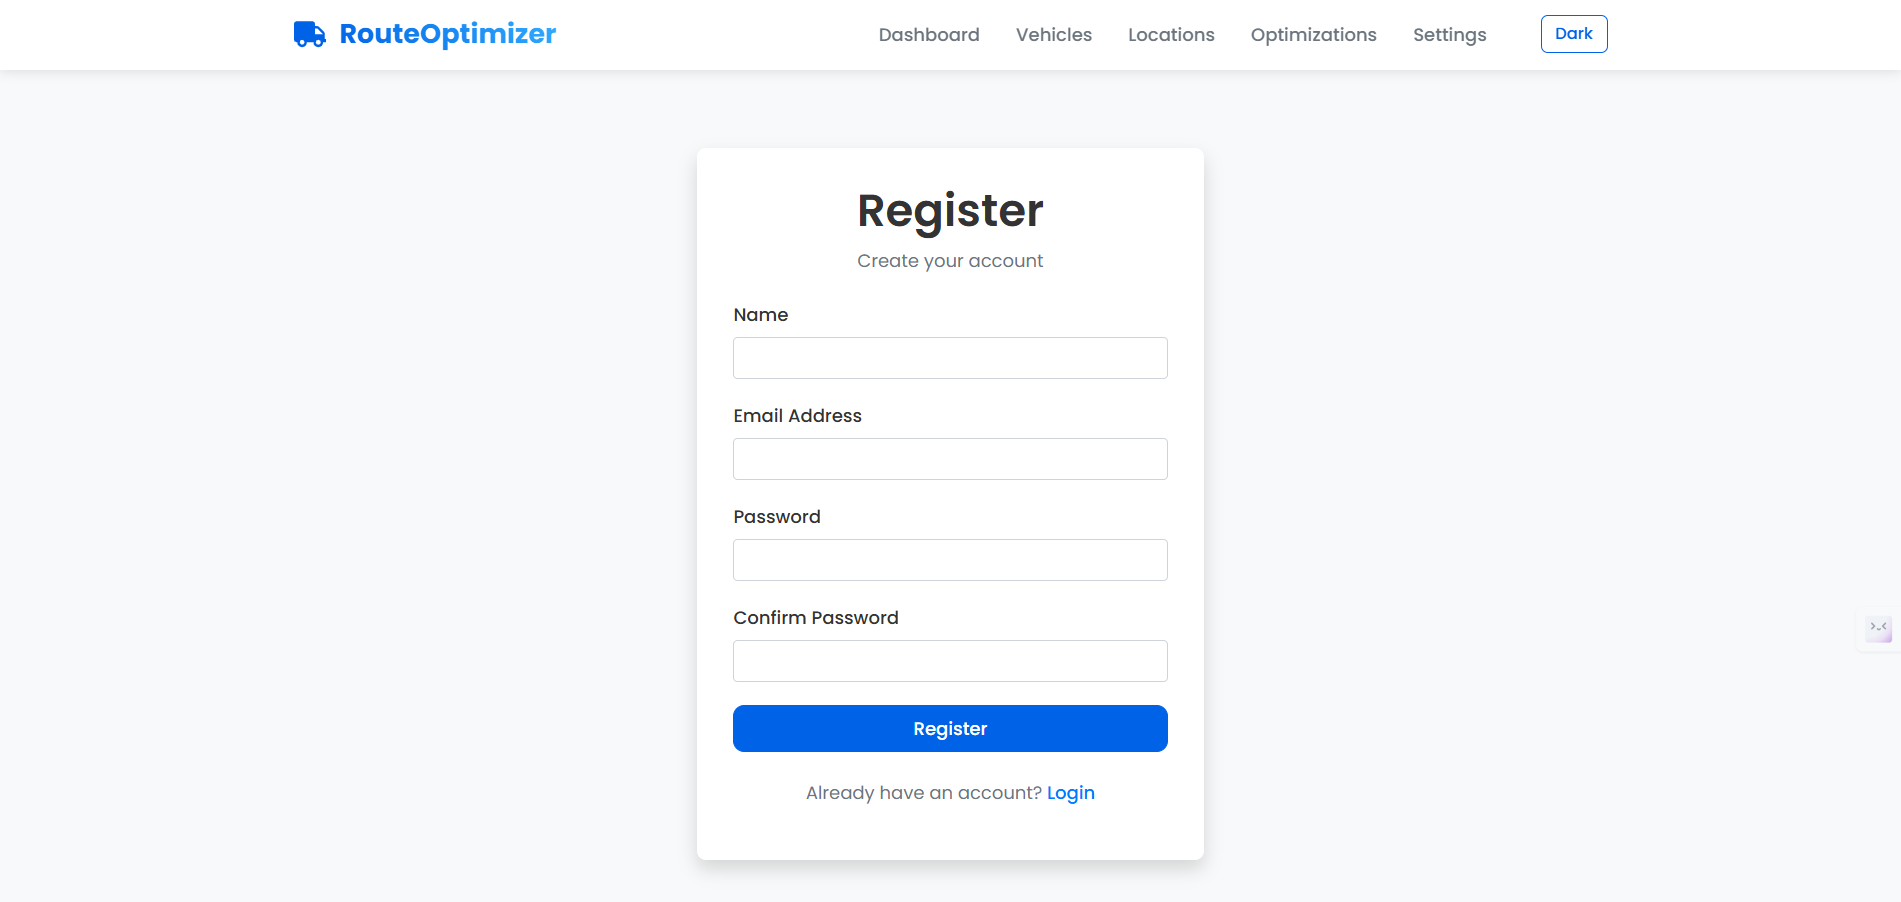 RouteOptimizer Dashboard Vehicles Locations Optimizations Settings Dark
Register
Create your account
Name
Email Address
Password
Confirm Password
Register
Already have an account? Login